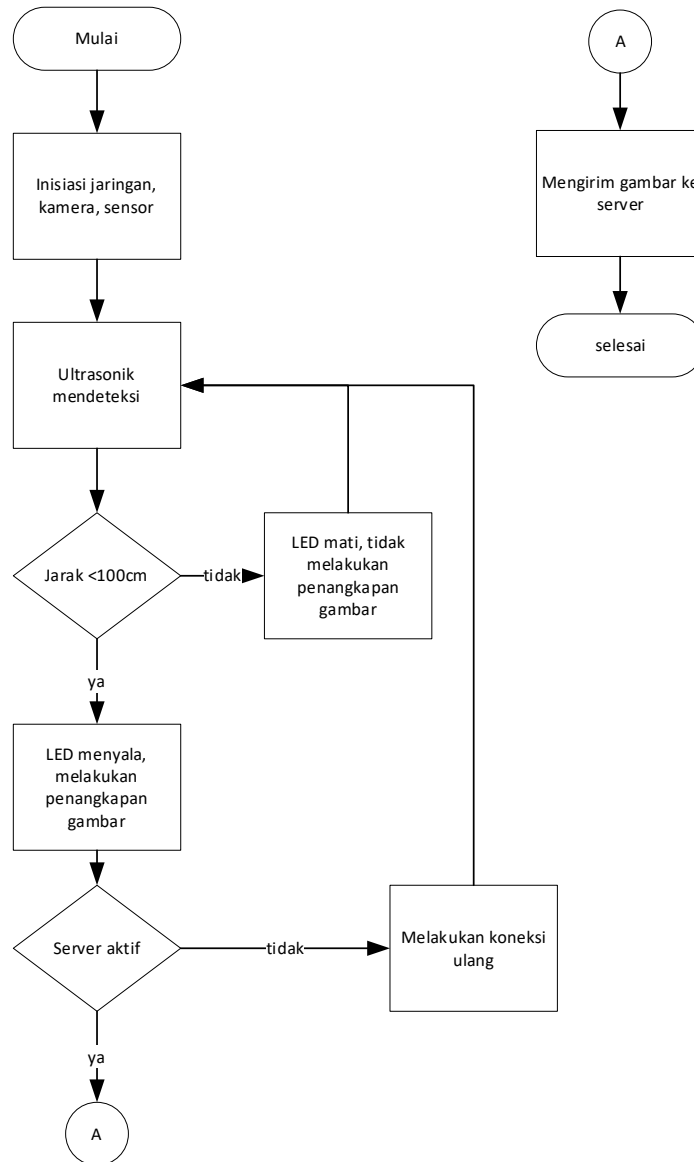 Mulai
Inisiasi jaringan,
kamera, sensor
Ultrasonik
mendeteksi
Jarak <100cm
tidak
LED mati, tidak
melakukan
penangkapan
gambar
ya
LED menyala,
melakukan
penangkapan
gambar
Server aktif
tidak
Melakukan koneksi
ulang
ya
A
A
Mengirim gambar ke
server
selesai